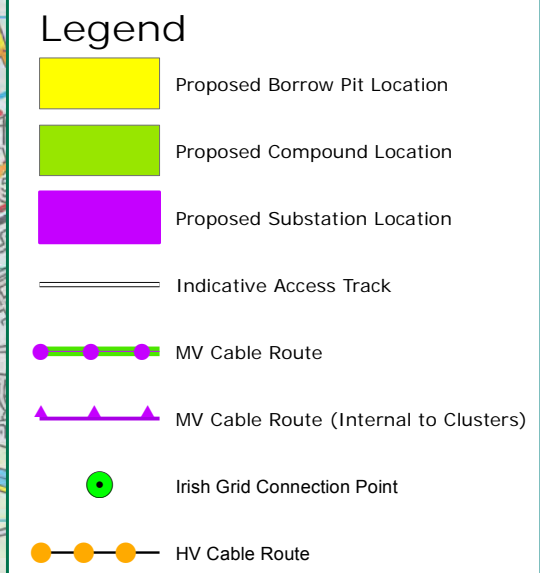 Legend
Proposed Borrow Pit Location
Proposed Compound Location
Proposed Substation Location
Indicative Access Track
MV Cable Route
MV Cable Route (Internal to Clusters)
Irish Grid Connection Point
HV Cable Route